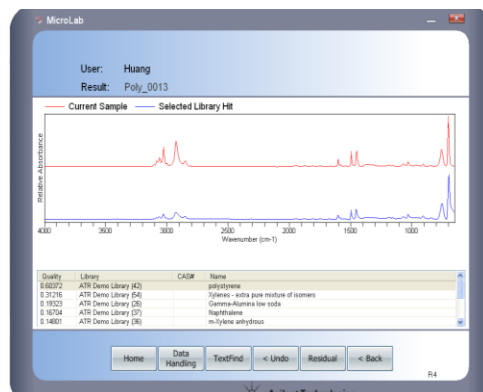 MicroLab
User: Huang
Result: Poly_0013
Current Sample Selected Library Hit
Relative Absorbance
4000 3500 3000 2500 2000 1500 1000
Wavenumber (cm-1)
Quality Library CAS# Name
0.60372 ATR Demo Library (42) polystyrene
0.31216 ATR Demo Library (54) Xylenes - extra pure mixture of isomers
0.19323 ATR Demo Library (26) Gamma-Alumina low soda
0.16704 ATR Demo Library (37) Naphthalene
0.14801 ATR Demo Library (36) m-Xylene anhydrous
Home Data Handling TextFind < Undo Residual < Back
R4
Agilent Technologies